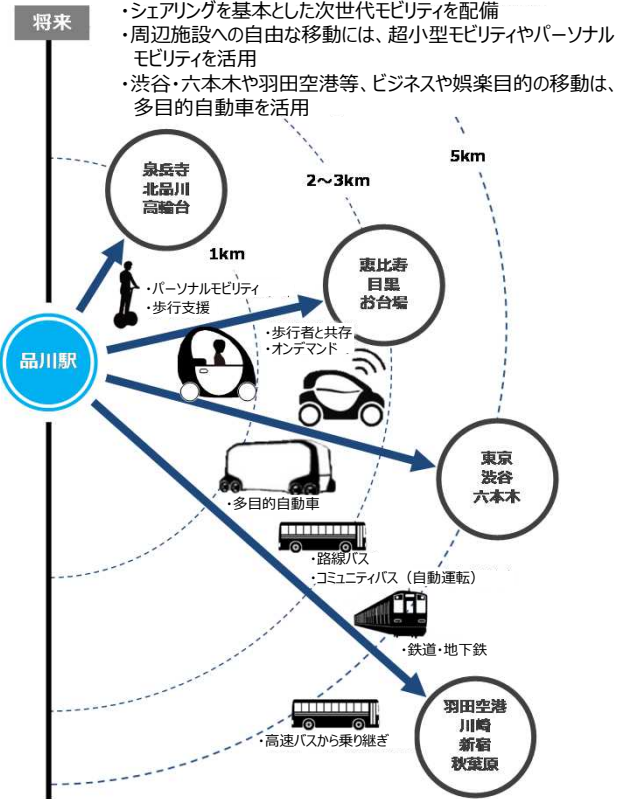 将来
・シェアリングを基本とした次世代モビリティを配備
・周辺施設への自由な移動には、超小型モビリティやパーソナル
モビリティを活用
・渋谷・六本木や羽田空港等、ビジネスや娯楽目的の移動は、
多目的自動車を活用
5km
2～3km
1km
泉岳寺
北品川
高輪台
恵比寿
目黒
お台場
・パーソナルモビリティ
・歩行支援
品川駅
・歩行者と共存
・オンデマンド
東京
渋谷
六本木
・多目的自動車
・路線バス
・コミュニティバス（自動運転）
・鉄道・地下鉄
羽田空港
川崎
新宿
秋葉原
・高速バスから乗り継ぎ